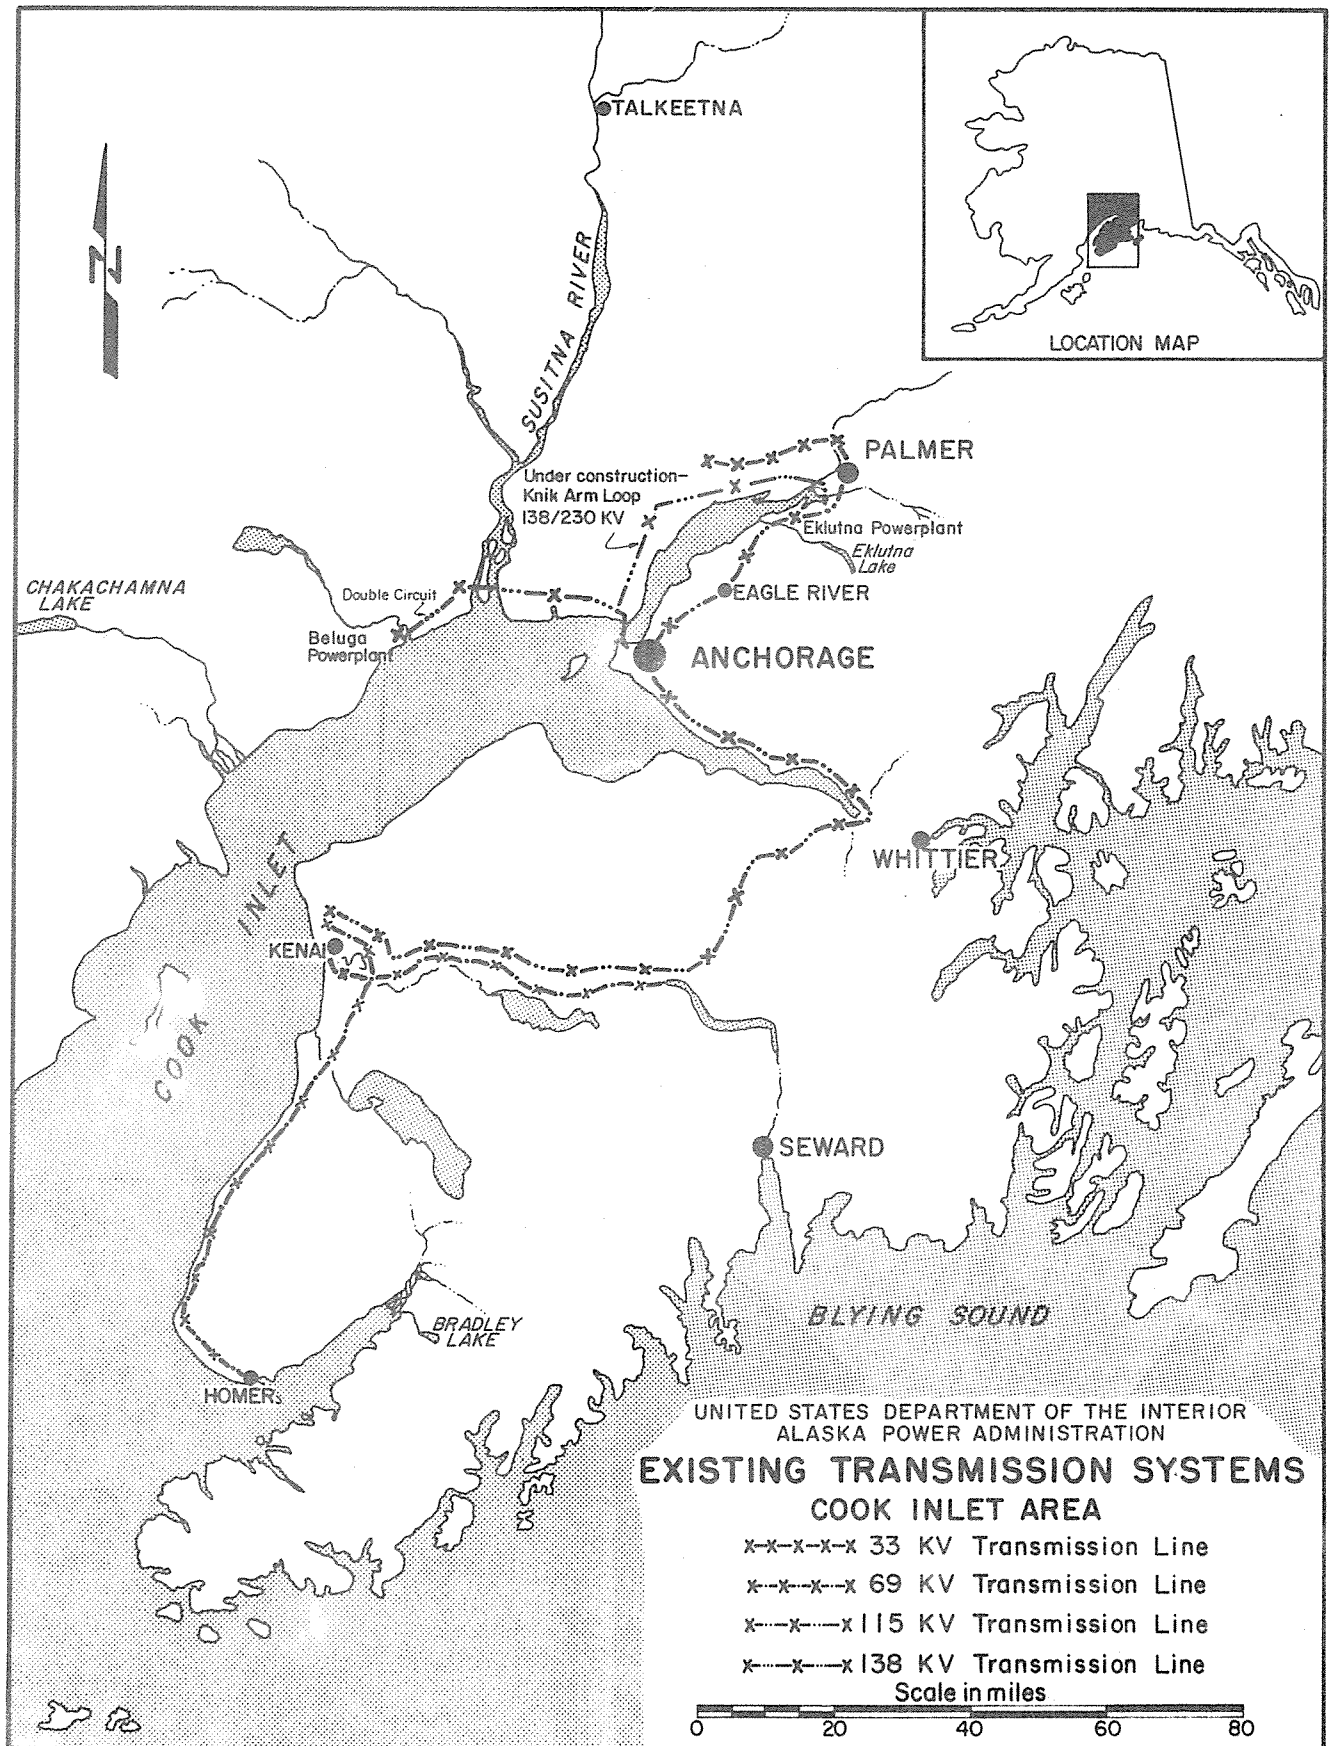 TALKEETNA
N
SUSITNA RIVER
LOCATION MAP
PALMER
Under construction-
Knik Arm Loop
138/230 KV
Eklutna Powerplant
Eklutna
Lake
CHAKACHAMNA
LAKE
Double Circuit
EAGLE RIVER
Beluga
Powerplant
ANCHORAGE
WHITTIER
COOK INLET
KENAI
SEWARD
BLYING SOUND
BRADLEY
LAKE
HOMER
UNITED STATES DEPARTMENT OF THE INTERIOR
ALASKA POWER ADMINISTRATION
EXISTING TRANSMISSION SYSTEMS
COOK INLET AREA
x-x-x-x-x 33 KV Transmission Line
x--x--x--x 69 KV Transmission Line
x-·-·-x-·-·-x 115 KV Transmission Line
x-···-x-···-x 138 KV Transmission Line
Scale in miles
0 20 40 60 80